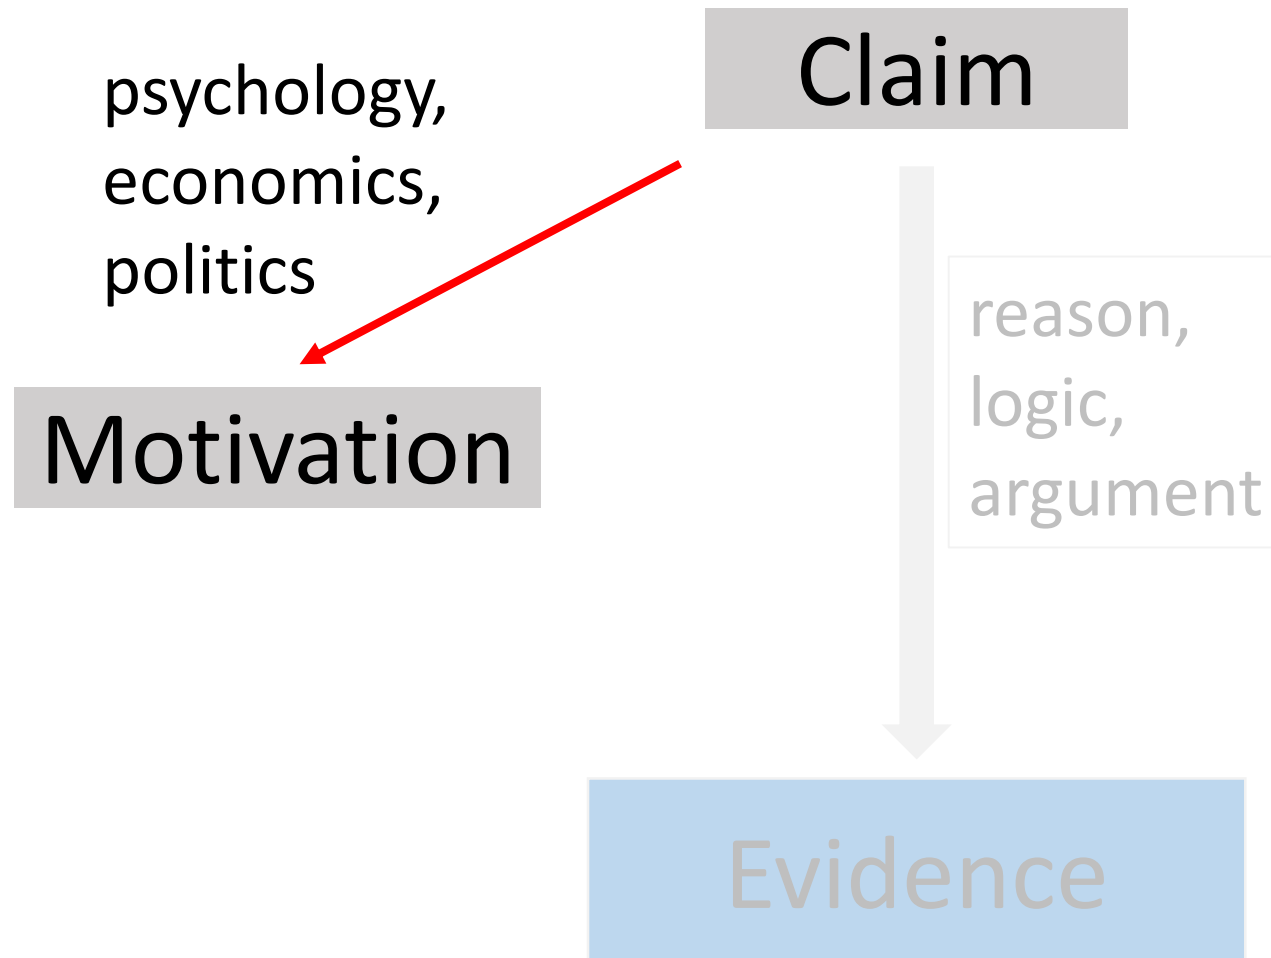 Claim
psychology,
economics,
politics
Motivation
reason,
logic,
argument
Evidence